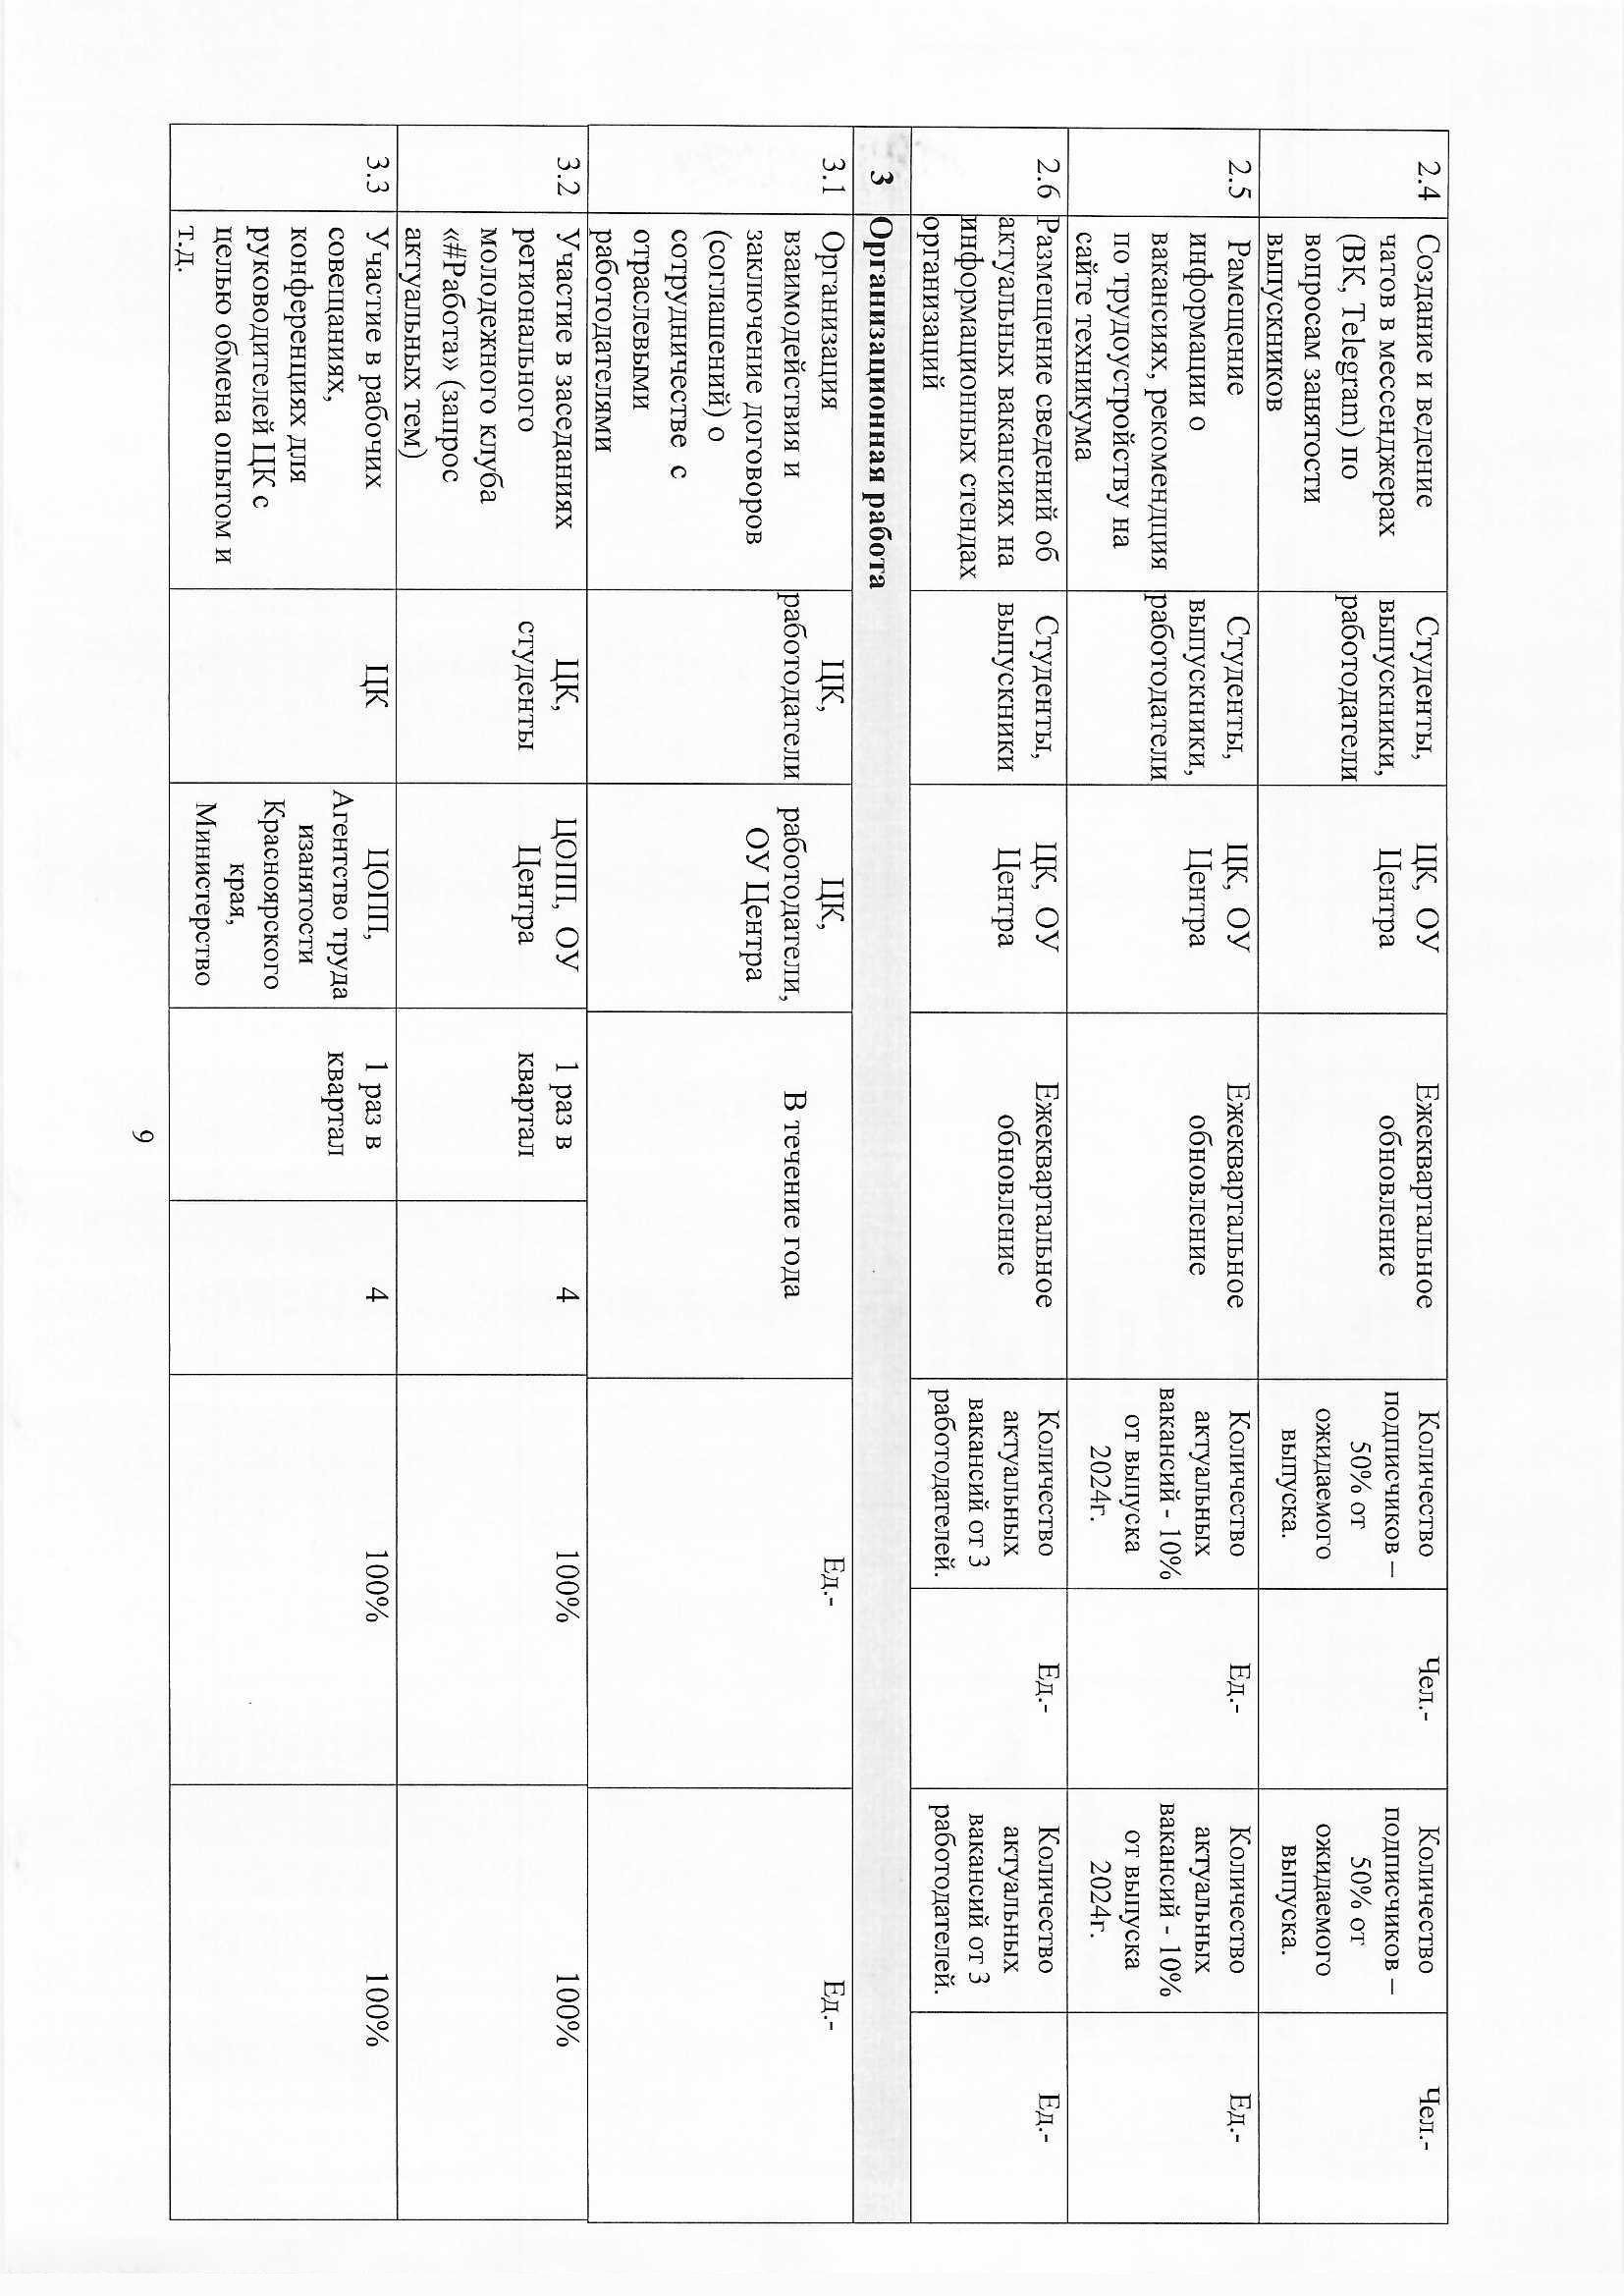 2.4
Создание и ведение
чатов в мессенджерах
(ВК, Telegram) по
вопросам занятости
выпускников
Студенты,
выпускники,
работодатели
ЦК, ОУ
Центра
Ежеквартальное
обновление
Количество
подписчиков –
50% от
ожидаемого
выпуска.
Чел.-
Количество
подписчиков –
50% от
ожидаемого
выпуска.
Чел.-
2.5
Рамещение
информации о
вакансиях, рекомендция
по трудоустройству на
сайте техникума
Студенты,
выпускники,
работодатели
ЦК, ОУ
Центра
Ежеквартальное
обновление
Количество
актуальных
вакансий - 10%
от выпуска
2024г.
Ед.-
Количество
актуальных
вакансий - 10%
от выпуска
2024г.
Ед.-
2.6
Размещение сведений об
актуальных вакансиях на
информационных стендах
организаций
Студенты,
выпускники
ЦК, ОУ
Центра
Ежеквартальное
обновление
Количество
актуальных
вакансий от 3
работодателей.
Ед.-
Количество
актуальных
вакансий от 3
работодателей.
Ед.-
3 Организационная работа
3.1
Организация
взаимодействия и
заключение договоров
(соглашений) о
сотрудничестве с
отраслевыми
работодателями
ЦК,
работодатели
ЦК,
работодатели,
ОУ Центра
В течение года
Ед.-
Ед.-
3.2
Участие в заседаниях
регионального
молодежного клуба
«#Работа» (запрос
актуальных тем)
ЦК,
студенты
ЦОПП, ОУ
Центра
1 раз в
квартал
4
100%
100%
3.3
Участие в рабочих
совещаниях,
конференциях для
руководителей ЦК с
целью обмена опытом и
т.д.
ЦК
ЦОПП,
Агентство труда
изанятости
Красноярского
края,
Министерство
1 раз в
квартал
4
100%
100%
9